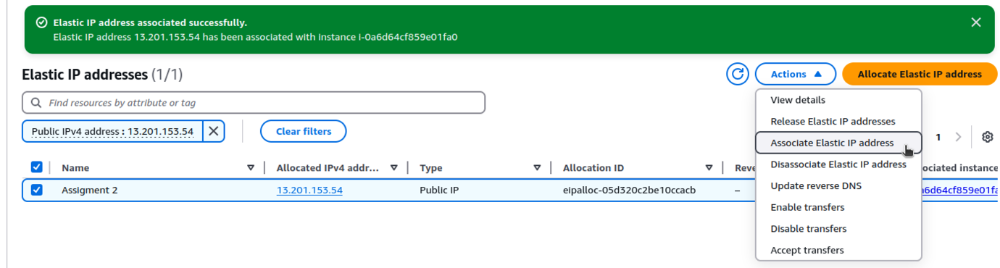 Elastic IP address associated successfully.
Elastic IP address 13.201.153.54 has been associated with instance i-0a6d64cf859e01fa0
Elastic IP addresses (1/1)
Actions
Allocate Elastic IP address
Find resources by attribute or tag
View details
Release Elastic IP addresses
Associate Elastic IP address
Disassociate Elastic IP address
Update reverse DNS
Enable transfers
Disable transfers
Accept transfers
Public IPv4 address : 13.201.153.54
Clear filters
1
Name Allocated IPv4 addr... Type Allocation ID Reve ociated instance
Assigment 2 13.201.153.54 Public IP eipalloc-05d320c2be10ccacb – 6d64cf859e01fa